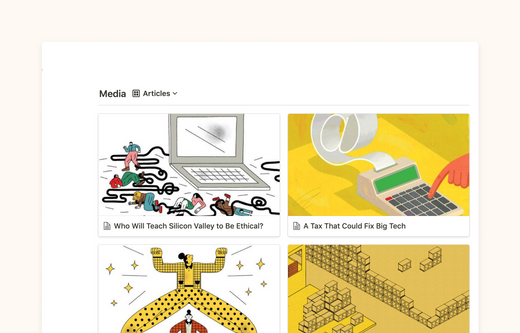 Media Articles
Who Will Teach Silicon Valley to Be Ethical?
A Tax That Could Fix Big Tech